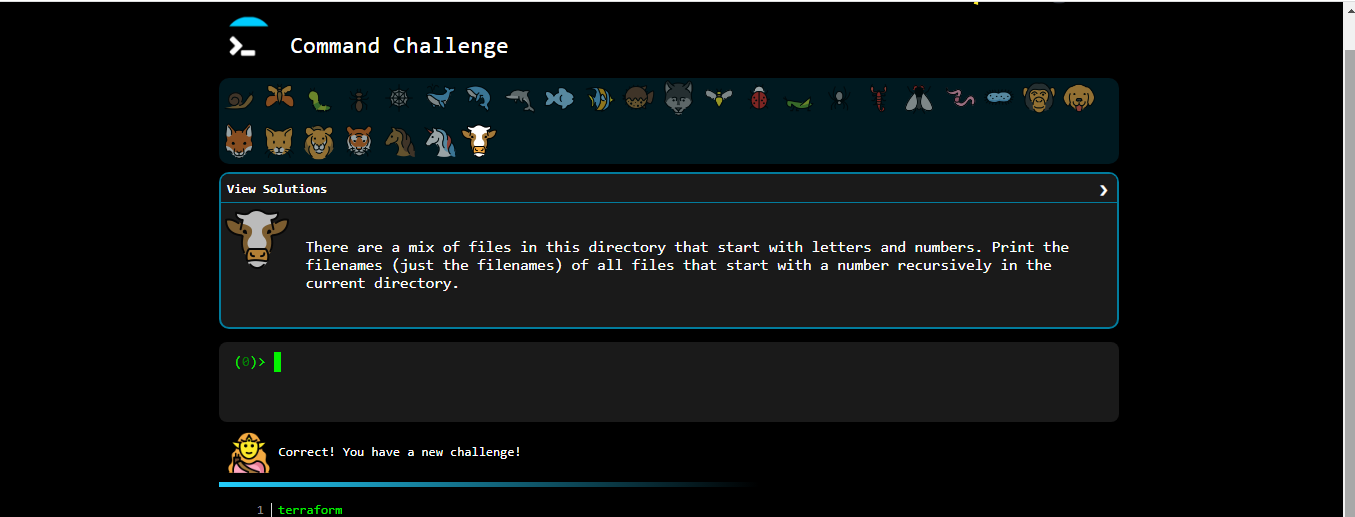 Command Challenge
View Solutions
There are a mix of files in this directory that start with letters and numbers. Print the
filenames (just the filenames) of all files that start with a number recursively in the
current directory.
(0)>
Correct! You have a new challenge!
1 terraform